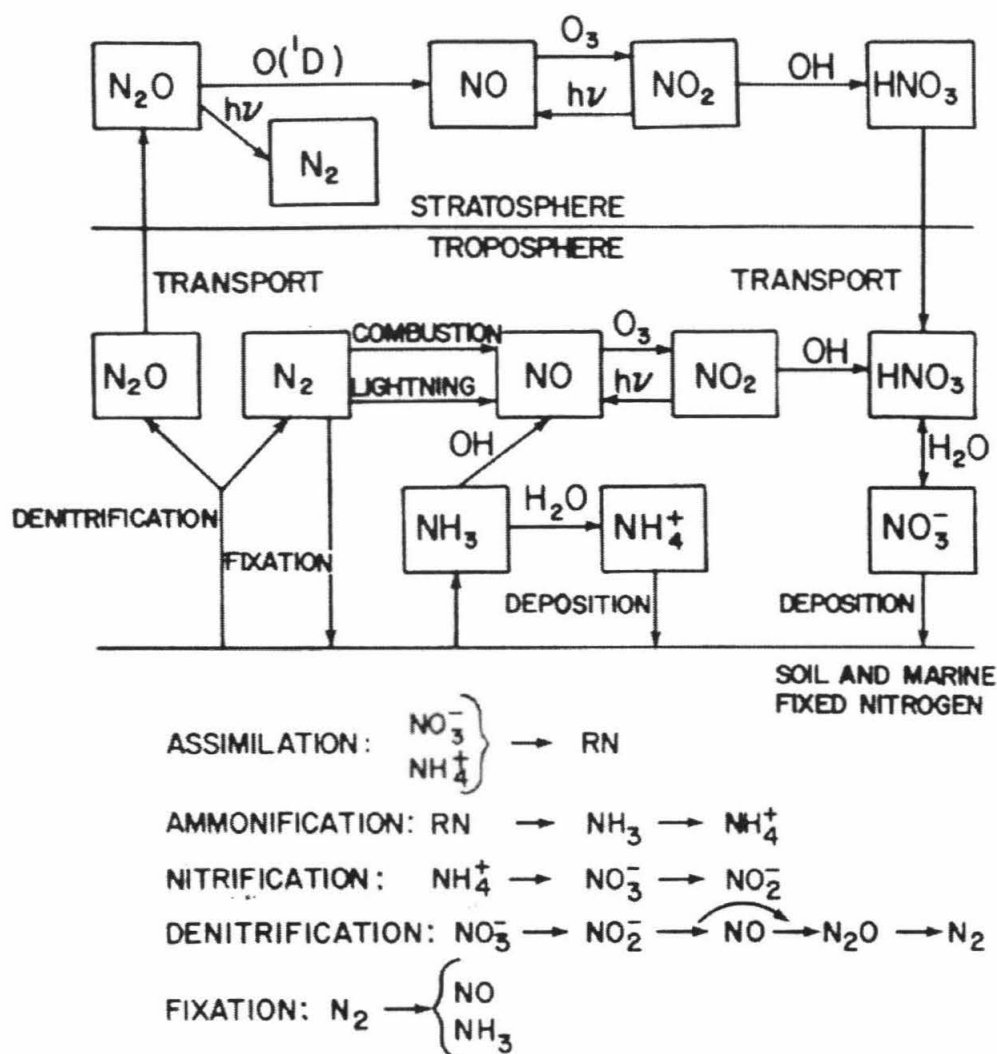 O(¹D) O₃ OH
N₂O NO NO₂ HNO₃
hν hν
N₂
STRATOSPHERE
TROPOSPHERE
TRANSPORT TRANSPORT
COMBUSTION O₃ OH
N₂O N₂ NO NO₂ HNO₃
LIGHTNING hν
OH H₂O
DENITRIFICATION NH₃ H₂O NH₄⁺ NO₃⁻
FIXATION
DEPOSITION DEPOSITION
SOIL AND MARINE
FIXED NITROGEN
ASSIMILATION: NO₃⁻ NH₄⁺ } → RN
AMMONIFICATION: RN → NH₃ → NH₄⁺
NITRIFICATION: NH₄⁺ → NO₃⁻ → NO₂⁻
DENITRIFICATION: NO₃⁻ → NO₂⁻ → NO → N₂O → N₂
FIXATION: N₂ → { NO NH₃